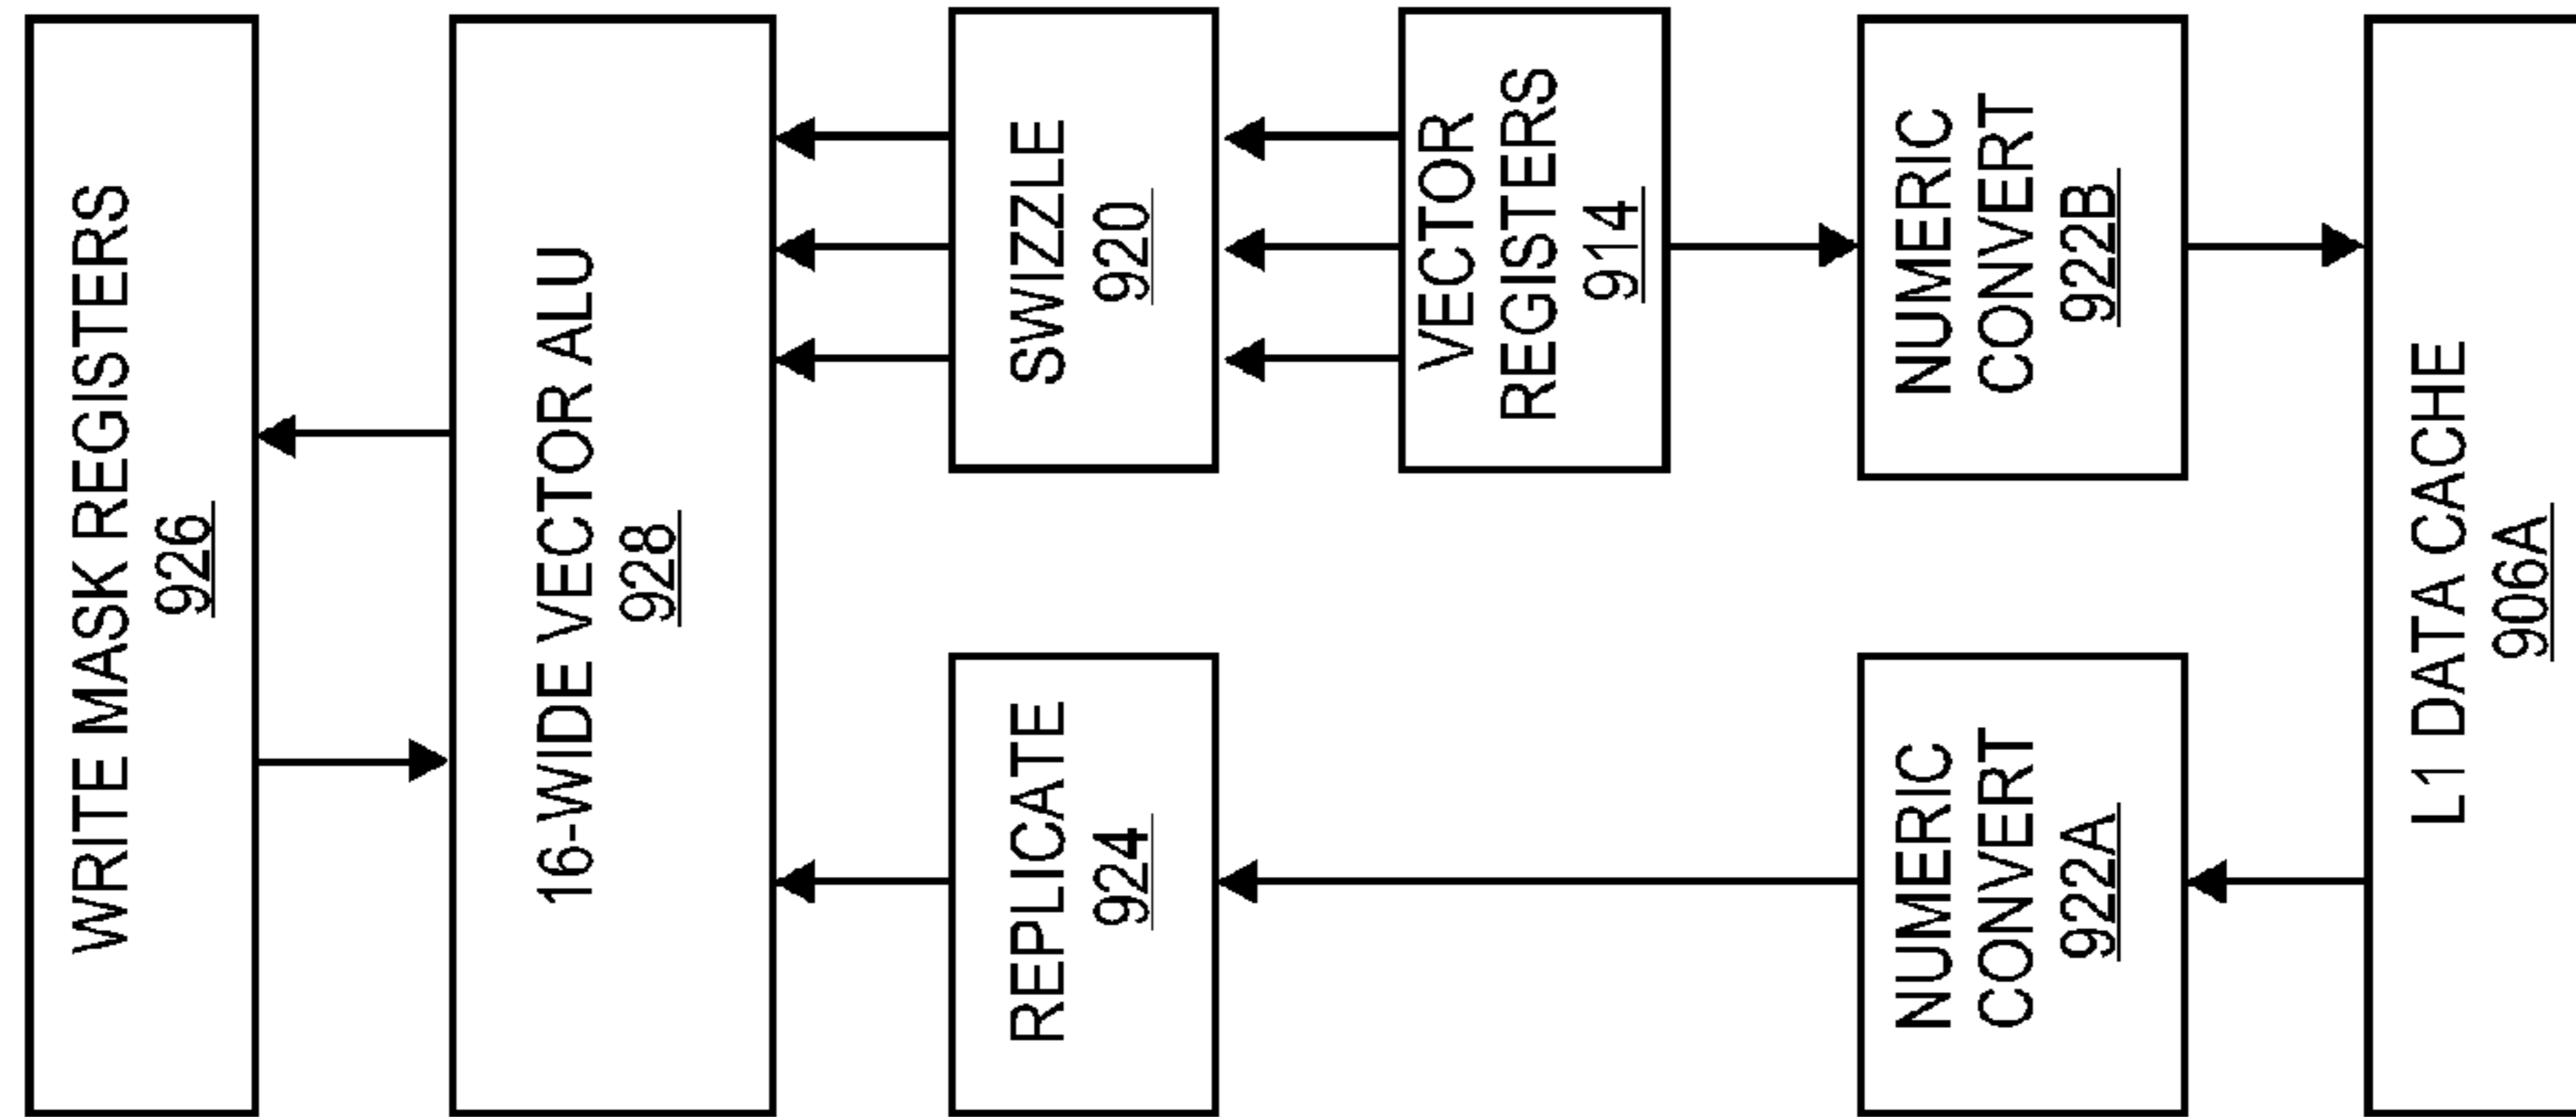 WRITE MASK REGISTERS
926
16-WIDE VECTOR ALU
928
REPLICATE
924
SWIZZLE
920
VECTOR
REGISTERS
914
NUMERIC
CONVERT
922A
NUMERIC
CONVERT
922B
L1 DATA CACHE
906A